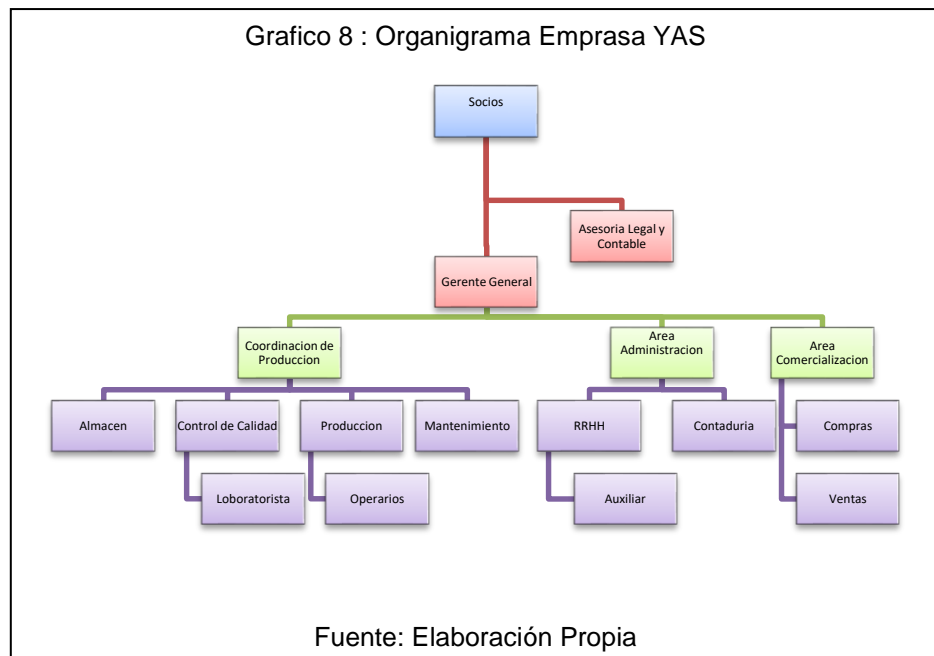 Grafico 8 : Organigrama Emprasa YAS
Socios
Asesoria Legal y
Contable
Gerente General
Coordinacion de
Produccion
Area
Administracion
Area
Comercializacion
Almacen
Control de Calidad
Produccion
Mantenimiento
RRHH
Contaduria
Compras
Loboratorista
Operarios
Auxiliar
Ventas
Fuente: Elaboración Propia